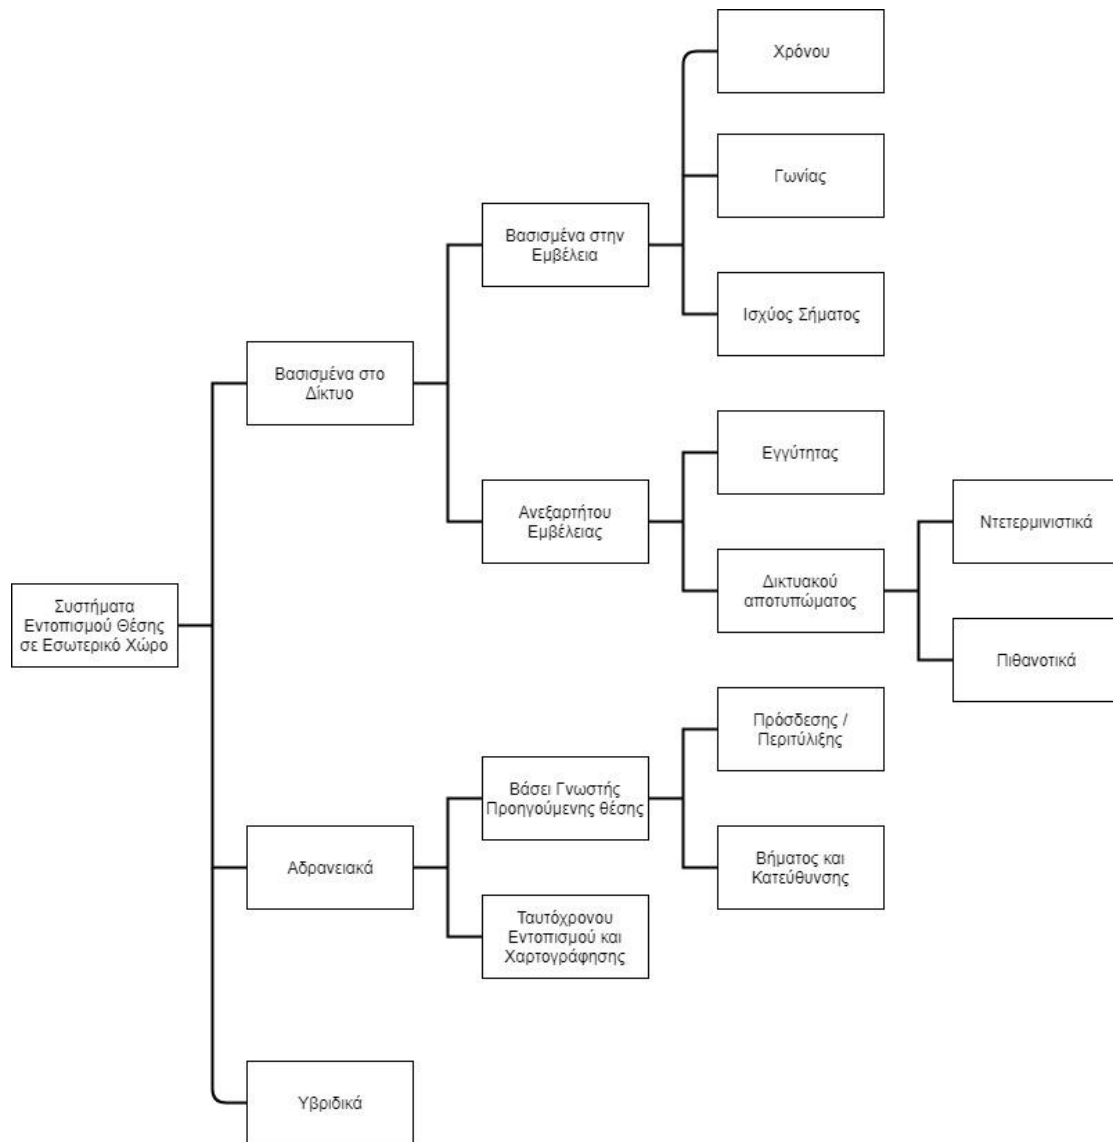 Χρόνου
Γωνίας
Βασισμένα στην
Εμβέλεια
Ισχύος Σήματος
Βασισμένα στο
Δίκτυο
Εγγύτητας
Ανεξαρτήτου
Εμβέλειας
Ντετερμινιστικά
Δικτυακού
αποτυπώματος
Συστήματα
Εντοπισμού Θέσης
σε Εσωτερικό Χώρο
Πιθανοτικά
Πρόσδεσης /
Περιτύλιξης
Βάσει Γνωστής
Προηγούμενης θέσης
Αδρανειακά
Βήματος και
Κατεύθυνσης
Ταυτόχρονου
Εντοπισμού και
Χαρτογράφησης
Υβριδικά